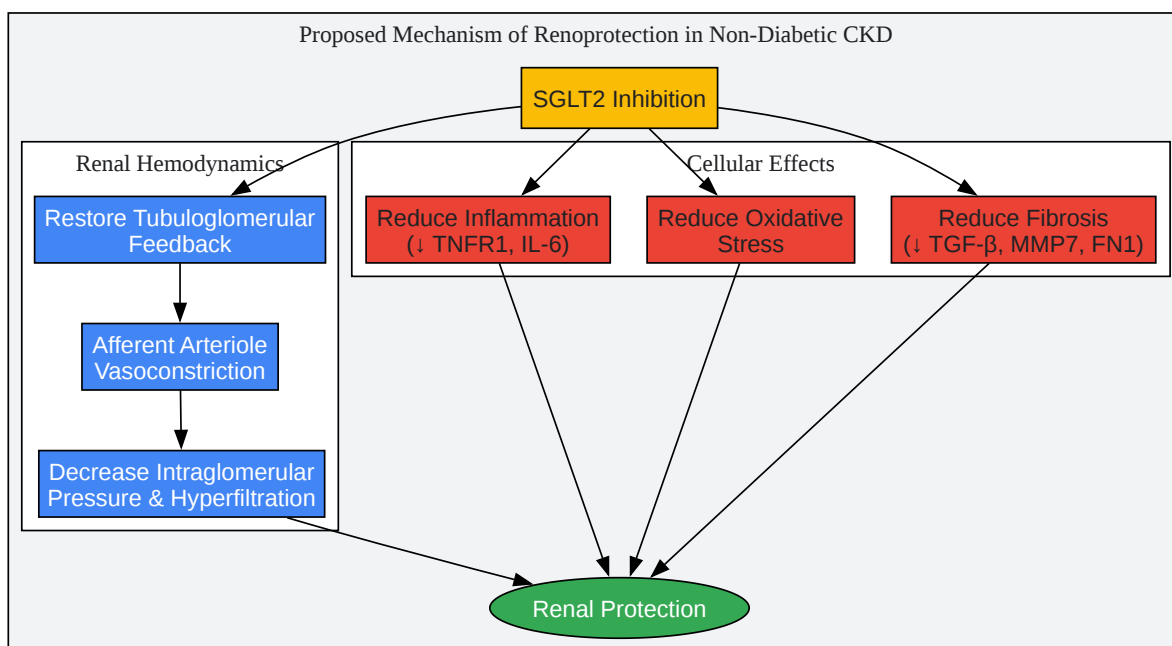 Proposed Mechanism of Renoprotection in Non-Diabetic CKD
SGLT2 Inhibition
Renal Hemodynamics
Restore Tubuloglomerular
Feedback
Afferent Arteriole
Vasoconstriction
Decrease Intraglomerular
Pressure & Hyperfiltration
Cellular Effects
Reduce Inflammation
(↓ TNFR1, IL-6)
Reduce Oxidative
Stress
Reduce Fibrosis
(↓ TGF-β, MMP7, FN1)
Renal Protection